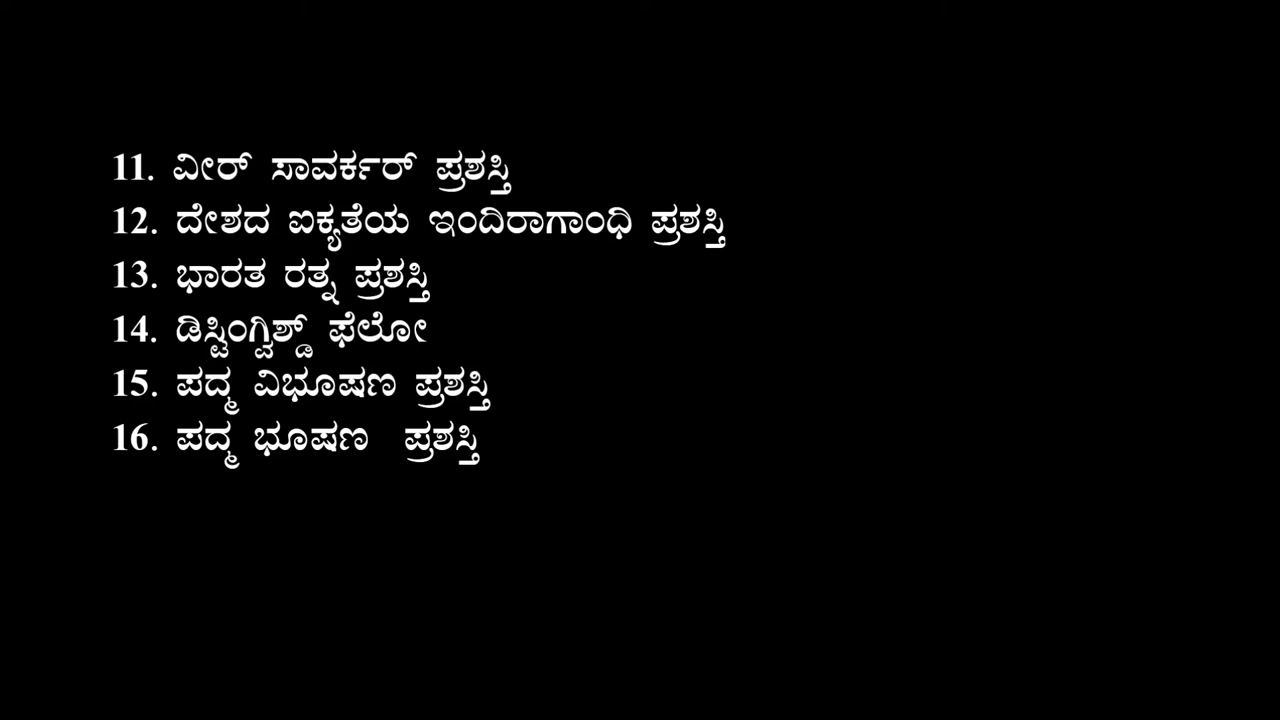 11. ವೀರ್ ಸಾವರ್ಕರ್ ಪ್ರಶಸ್ತಿ
12. ದೇಶದ ಐಕ್ಯತೆಯ ಇಂದಿರಾಗಾಂಧಿ ಪ್ರಶಸ್ತಿ
13. ಭಾರತ ರತ್ನ ಪ್ರಶಸ್ತಿ
14. ಡಿಸ್ಟಿಂಗ್ವಿಶ್ಡ್ ಫೆಲೋ
15. ಪದ್ಮ ವಿಭೂಷಣ ಪ್ರಶಸ್ತಿ
16. ಪದ್ಮ ಭೂಷಣ ಪ್ರಶಸ್ತಿ